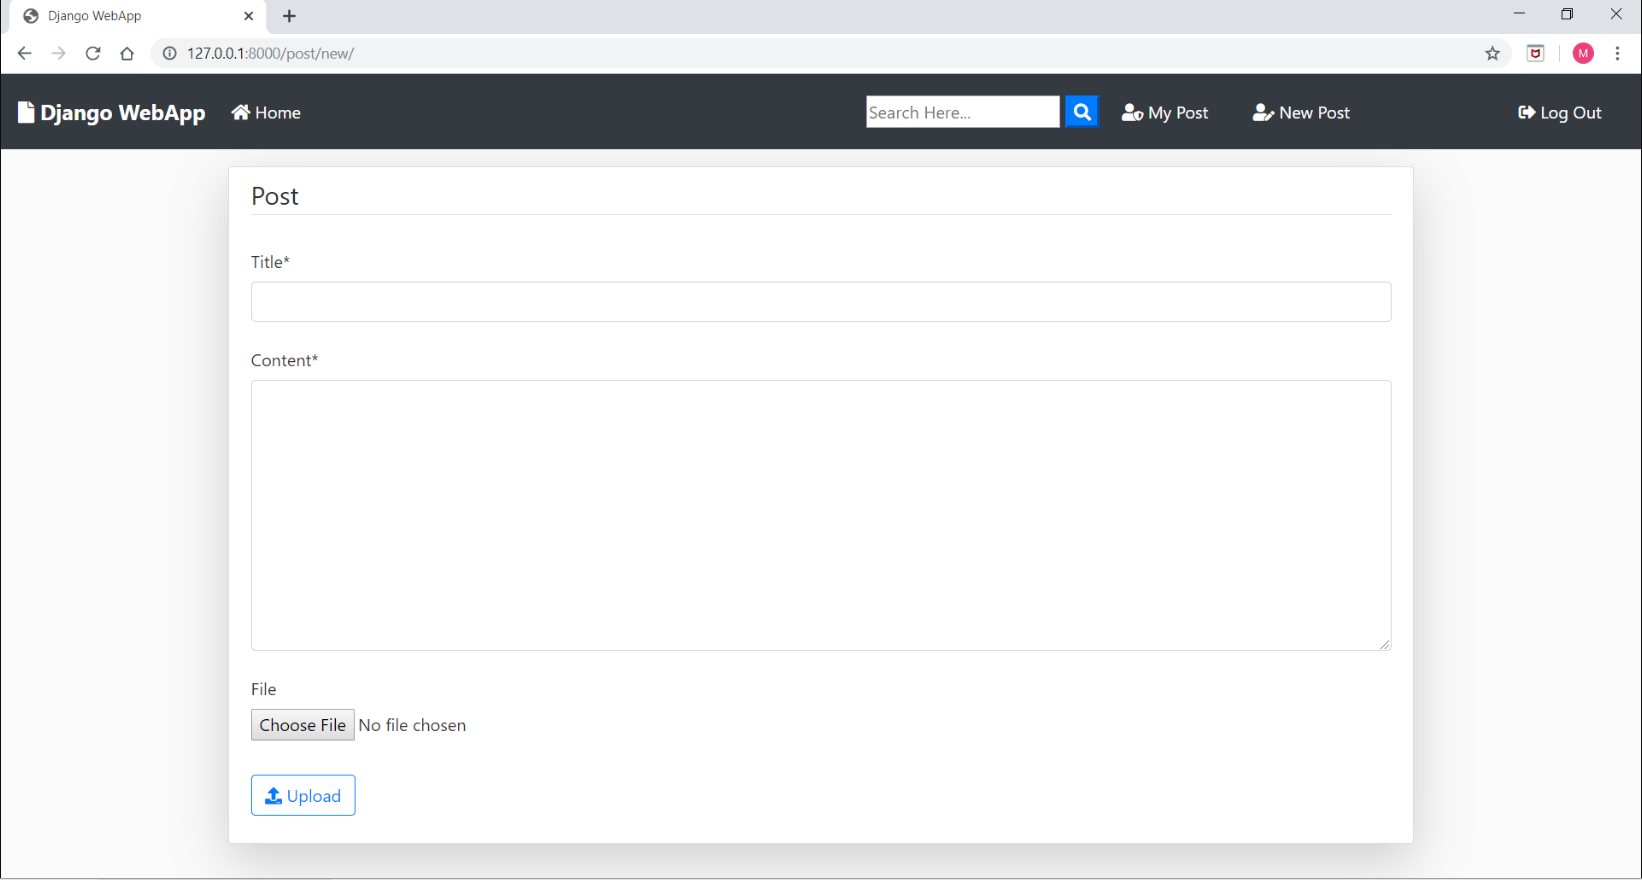 Django WebApp
127.0.0.1:8000/post/new/
M
Django WebApp Home Search Here... My Post New Post Log Out
Post
Title*
Content*
File
Choose File No file chosen
Upload